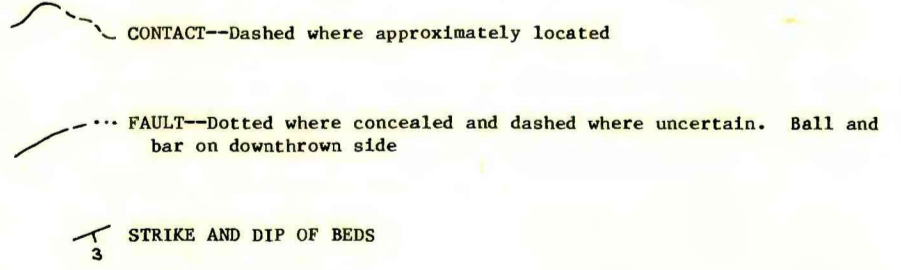 CONTACT--Dashed where approximately located
FAULT--Dotted where concealed and dashed where uncertain. Ball and
bar on downthrown side
STRIKE AND DIP OF BEDS
3